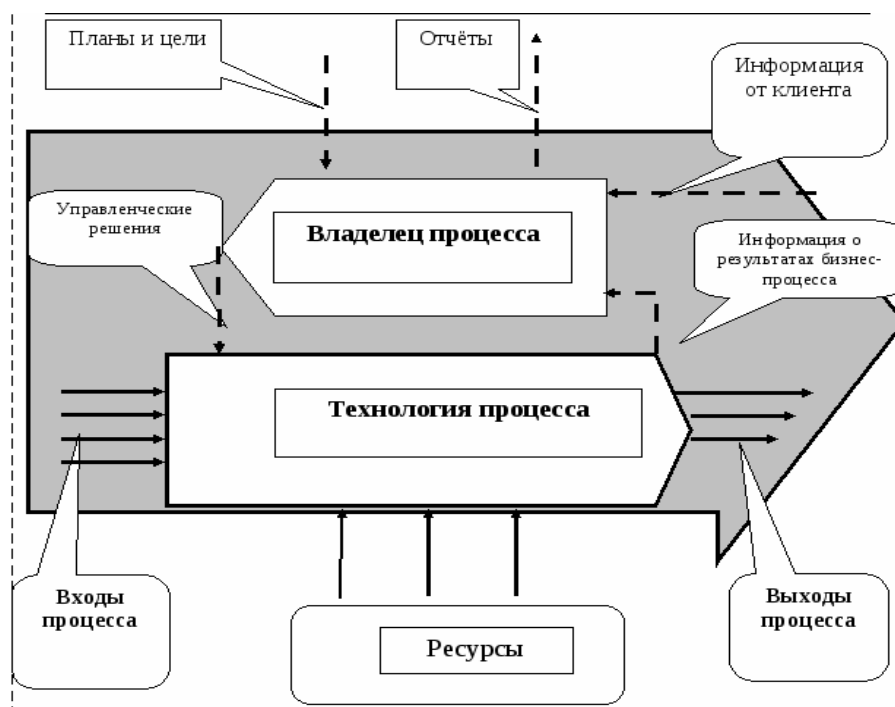 Планы и цели
Отчёты
Информация
от клиента
Управленческие
решения
Владелец процесса
Информация о
результатах бизнес-
процесса
Технология процесса
Входы
процесса
Выходы
процесса
Ресурсы